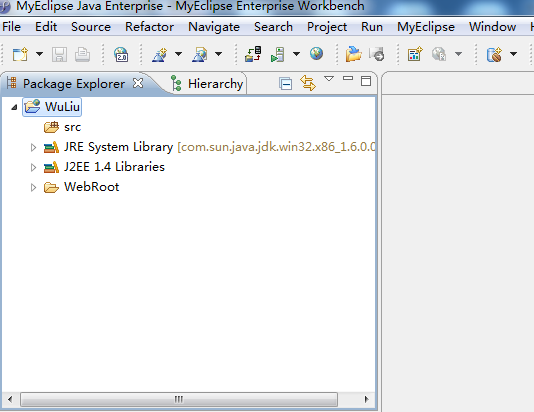 MyEclipse Java Enterprise - MyEclipse Enterprise Workbench
File Edit Source Refactor Navigate Search Project Run MyEclipse Window
2.0
Package Explorer Hierarchy
WuLiu
src
JRE System Library [com.sun.java.jdk.win32.x86_1.6.0.0
J2EE 1.4 Libraries
WebRoot